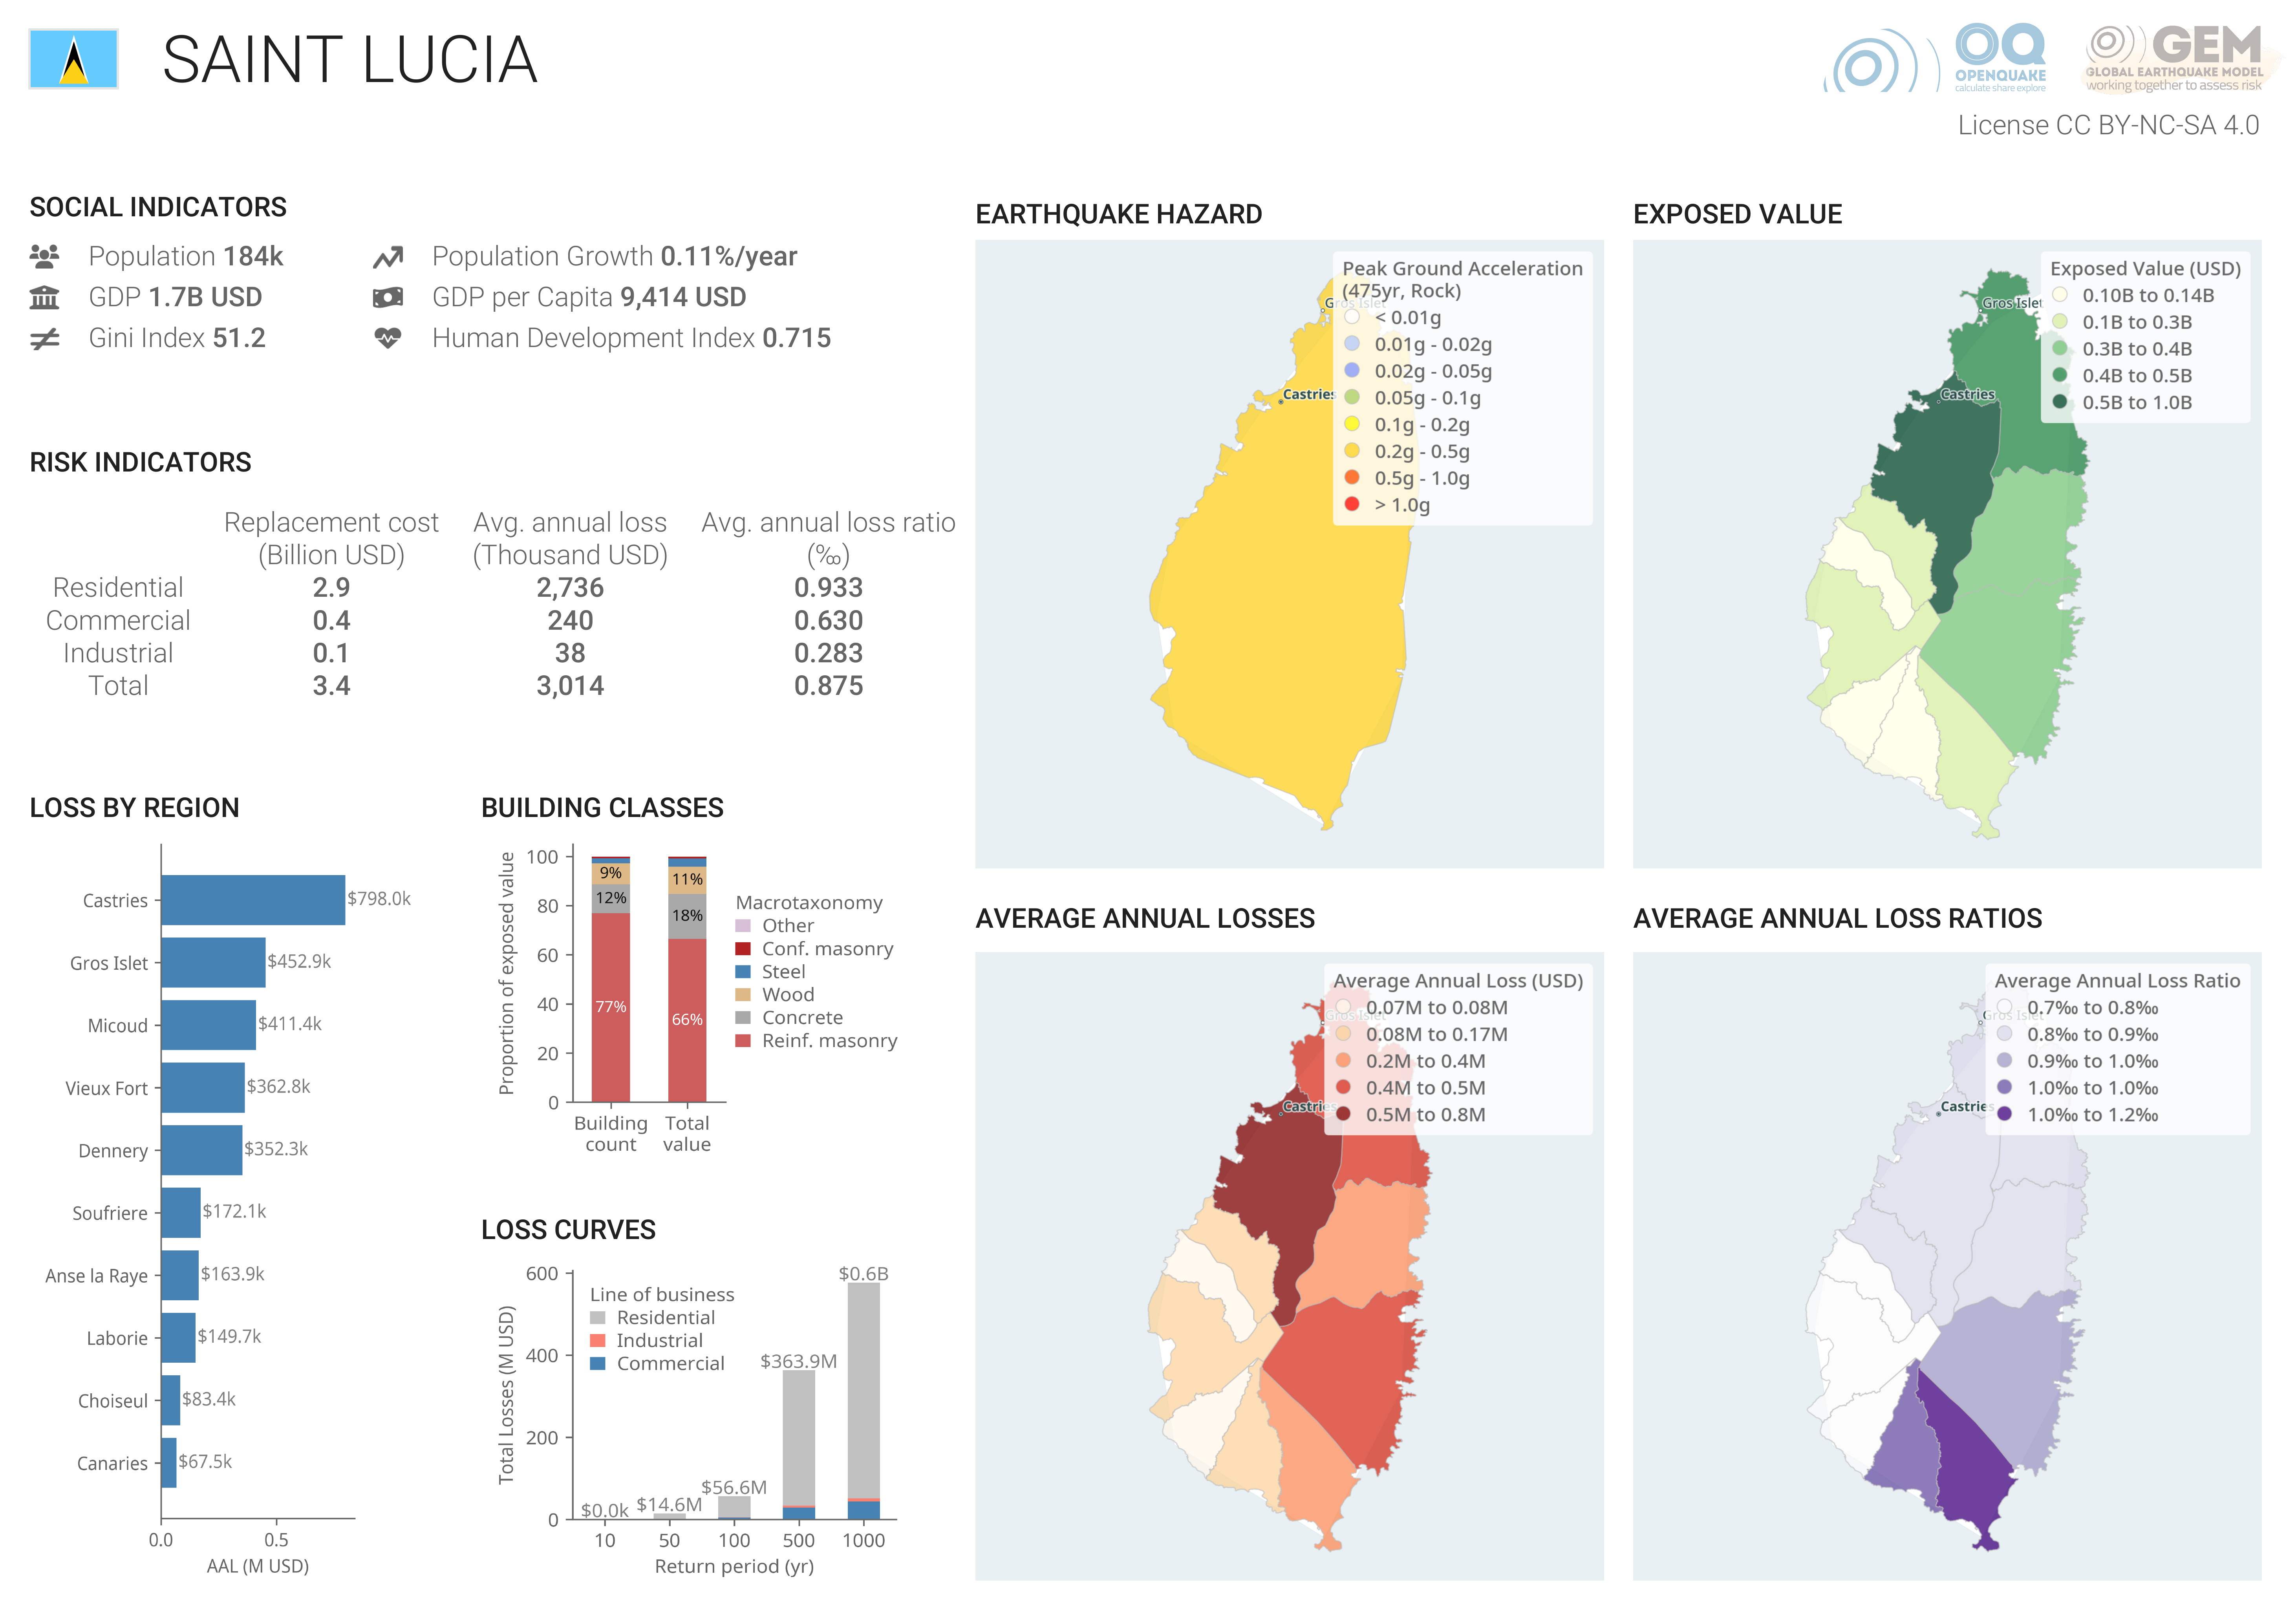 SAINT LUCIA
OPENQUAKE
calculate share explore
GEM
GLOBAL EARTHQUAKE MODEL
working together to assess risk
License CC BY-NC-SA 4.0
SOCIAL INDICATORS
Population 184k
Population Growth 0.11%/year
GDP 1.7B USD
GDP per Capita 9,414 USD
Gini Index 51.2
Human Development Index 0.715
RISK INDICATORS
Replacement cost (Billion USD)
Avg. annual loss (Thousand USD)
Avg. annual loss ratio (‰)
Residential 2.9 2,736 0.933
Commercial 0.4 240 0.630
Industrial 0.1 38 0.283
Total 3.4 3,014 0.875
LOSS BY REGION
Castries $798.0k
Gros Islet $452.9k
Micoud $411.4k
Vieux Fort $362.8k
Dennery $352.3k
Soufriere $172.1k
Anse la Raye $163.9k
Laborie $149.7k
Choiseul $83.4k
Canaries $67.5k
0.0 0.5
AAL (M USD)
BUILDING CLASSES
Proportion of exposed value
100
80
60
40
20
0
9%
12%
77%
11%
18%
66%
Building count
Total value
Macrotaxonomy
Other
Conf. masonry
Steel
Wood
Concrete
Reinf. masonry
LOSS CURVES
Total Losses (M USD)
600
400
200
0
Line of business
Residential
Industrial
Commercial
$0.0k
$14.6M
$56.6M
$363.9M
$0.6B
10 50 100 500 1000
Return period (yr)
EARTHQUAKE HAZARD
Peak Ground Acceleration
(475yr, Rock)
< 0.01g
0.01g - 0.02g
0.02g - 0.05g
0.05g - 0.1g
0.1g - 0.2g
0.2g - 0.5g
0.5g - 1.0g
> 1.0g
Gros Islet
Castries
EXPOSED VALUE
Exposed Value (USD)
0.10B to 0.14B
0.1B to 0.3B
0.3B to 0.4B
0.4B to 0.5B
0.5B to 1.0B
Gros Islet
Castries
AVERAGE ANNUAL LOSSES
Average Annual Loss (USD)
0.07M to 0.08M
0.08M to 0.17M
0.2M to 0.4M
0.4M to 0.5M
0.5M to 0.8M
Gros Islet
Castries
AVERAGE ANNUAL LOSS RATIOS
Average Annual Loss Ratio
0.7‰ to 0.8‰
0.8‰ to 0.9‰
0.9‰ to 1.0‰
1.0‰ to 1.0‰
1.0‰ to 1.2‰
Gros Islet
Castries